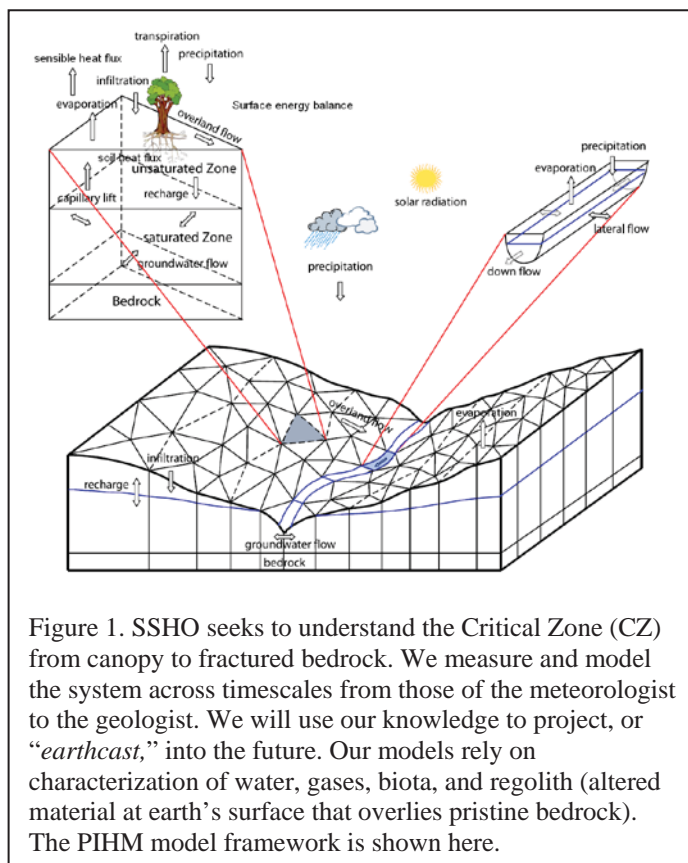 transpiration
sensible heat flux
precipitation
infiltration
evaporation
overland flow
Surface energy balance
soil heat flux
unsaturated Zone
capillary lift
recharge
saturated Zone
groundwater flow
Bedrock
solar radiation
precipitation
precipitation
evaporation
lateral flow
down flow
overland flow
evaporation
infiltration
recharge
groundwater flow
bedrock
Figure 1. SSHO seeks to understand the Critical Zone (CZ)
from canopy to fractured bedrock. We measure and model
the system across timescales from those of the meteorologist
to the geologist. We will use our knowledge to project, or
“earthcast,” into the future. Our models rely on
characterization of water, gases, biota, and regolith (altered
material at earth’s surface that overlies pristine bedrock).
The PIHM model framework is shown here.